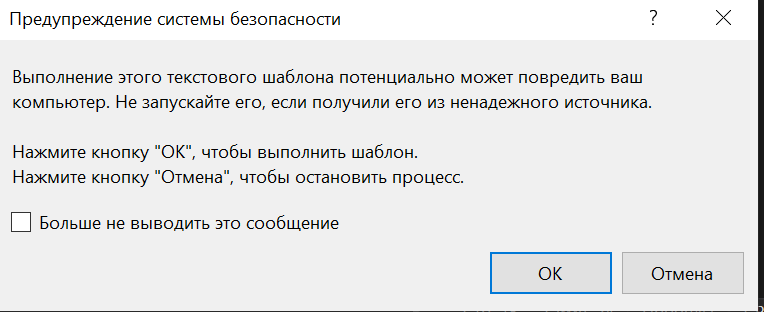 Предупреждение системы безопасности
?
Выполнение этого текстового шаблона потенциально может повредить ваш
компьютер. Не запускайте его, если получили его из ненадежного источника.
Нажмите кнопку "ОК", чтобы выполнить шаблон.
Нажмите кнопку "Отмена", чтобы остановить процесс.
Больше не выводить это сообщение
ОК
Отмена